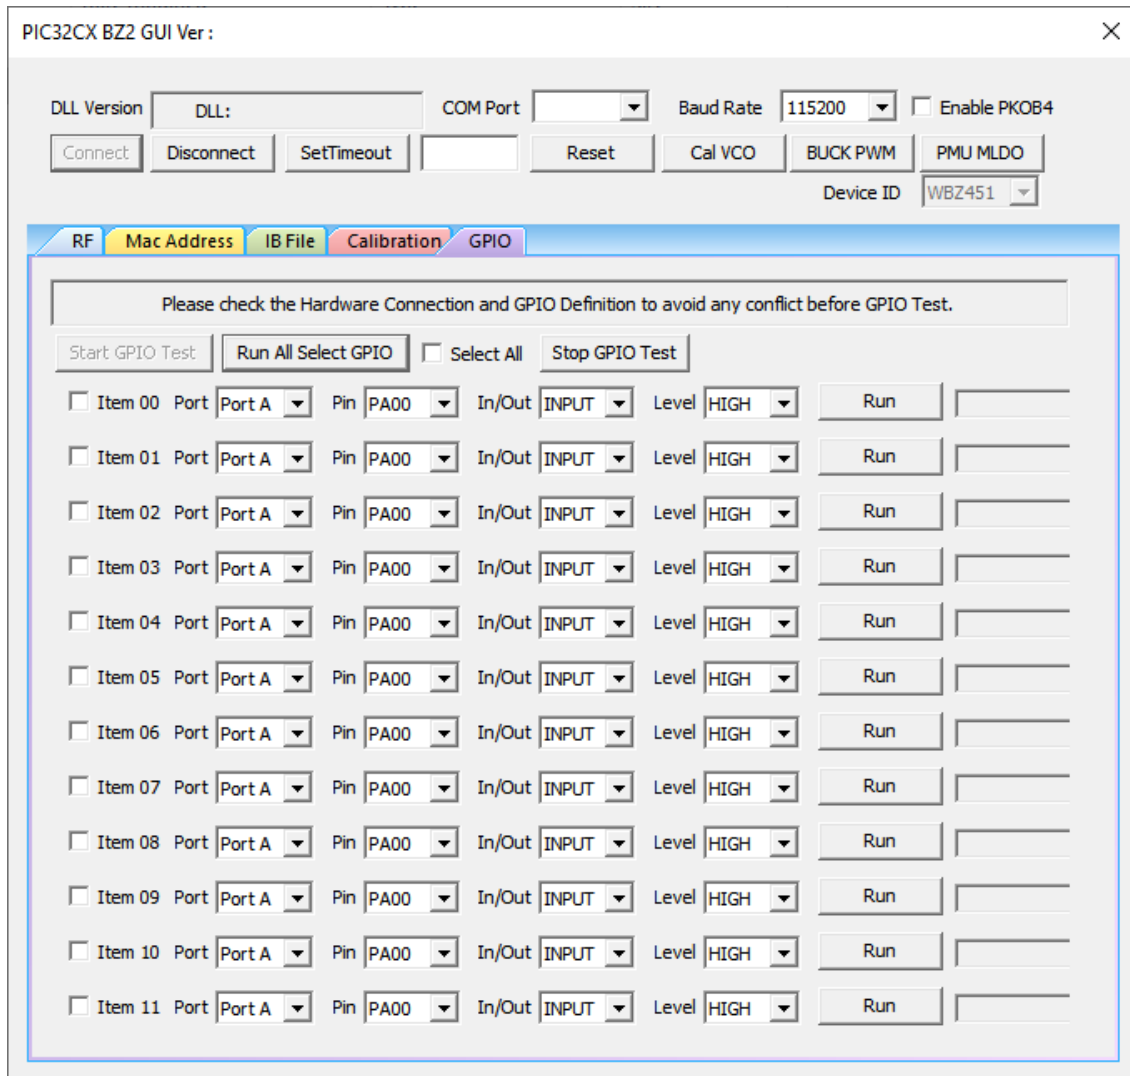 PIC32CX BZ2 GUI Ver :
DLL Version DLL: COM Port Baud Rate 115200 Enable PKOB4
Connect Disconnect SetTimeout Reset Cal VCO BUCK PWM PMU MLDO
Device ID WBZ451
RF Mac Address IB File Calibration GPIO
Please check the Hardware Connection and GPIO Definition to avoid any conflict before GPIO Test.
Start GPIO Test Run All Select GPIO Select All Stop GPIO Test
Item 00 Port Port A Pin PA00 In/Out INPUT Level HIGH Run
Item 01 Port Port A Pin PA00 In/Out INPUT Level HIGH Run
Item 02 Port Port A Pin PA00 In/Out INPUT Level HIGH Run
Item 03 Port Port A Pin PA00 In/Out INPUT Level HIGH Run
Item 04 Port Port A Pin PA00 In/Out INPUT Level HIGH Run
Item 05 Port Port A Pin PA00 In/Out INPUT Level HIGH Run
Item 06 Port Port A Pin PA00 In/Out INPUT Level HIGH Run
Item 07 Port Port A Pin PA00 In/Out INPUT Level HIGH Run
Item 08 Port Port A Pin PA00 In/Out INPUT Level HIGH Run
Item 09 Port Port A Pin PA00 In/Out INPUT Level HIGH Run
Item 10 Port Port A Pin PA00 In/Out INPUT Level HIGH Run
Item 11 Port Port A Pin PA00 In/Out INPUT Level HIGH Run